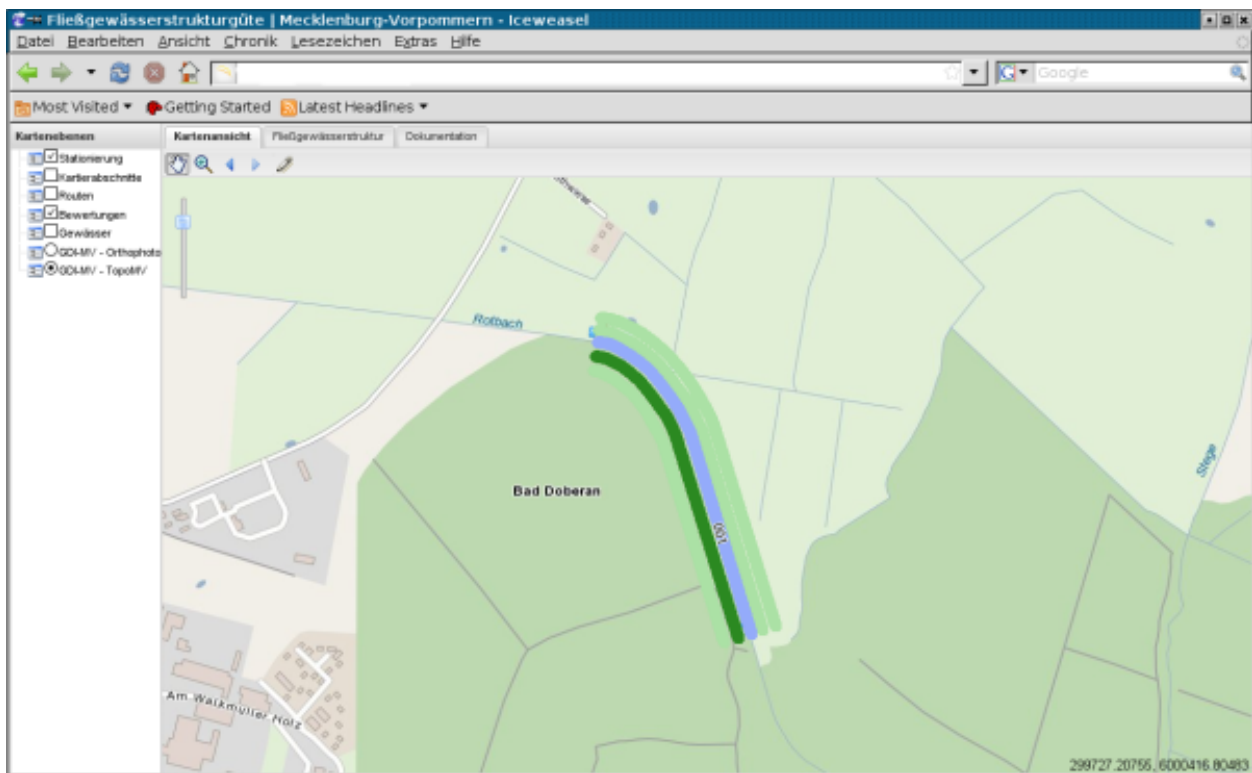 Fließgewässerstrukturgüte | Mecklenburg-Vorpommern - Iceweasel
Datei Bearbeiten Ansicht Chronik Lesezeichen Extras Hilfe
Google
Most Visited Getting Started Latest Headlines
Kartenebenen
Kartenansicht Fließgewässerstruktur Dokumentation
Stationierung
Kartierabschnitte
Routen
Bewertungen
Gewässer
GDI-MV - Orthophoto
GDI-MV - TopoMV
Rotbach
Stege
Bad Doberan
001
Am Walkmüller Holz
299727.20755, 6000416.80483